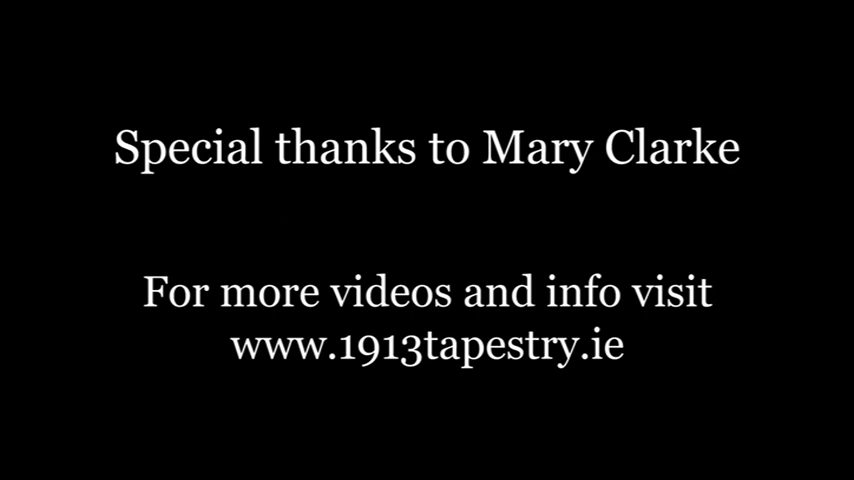 Special thanks to Mary Clarke
For more videos and info visit
www.1913tapestry.ie